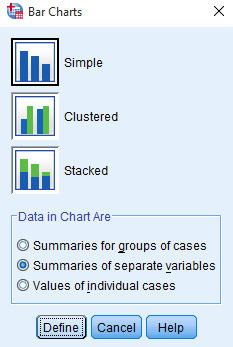 Bar Charts
Simple
Clustered
Stacked
Data in Chart Are
Summaries for groups of cases
Summaries of separate variables
Values of individual cases
Define Cancel Help